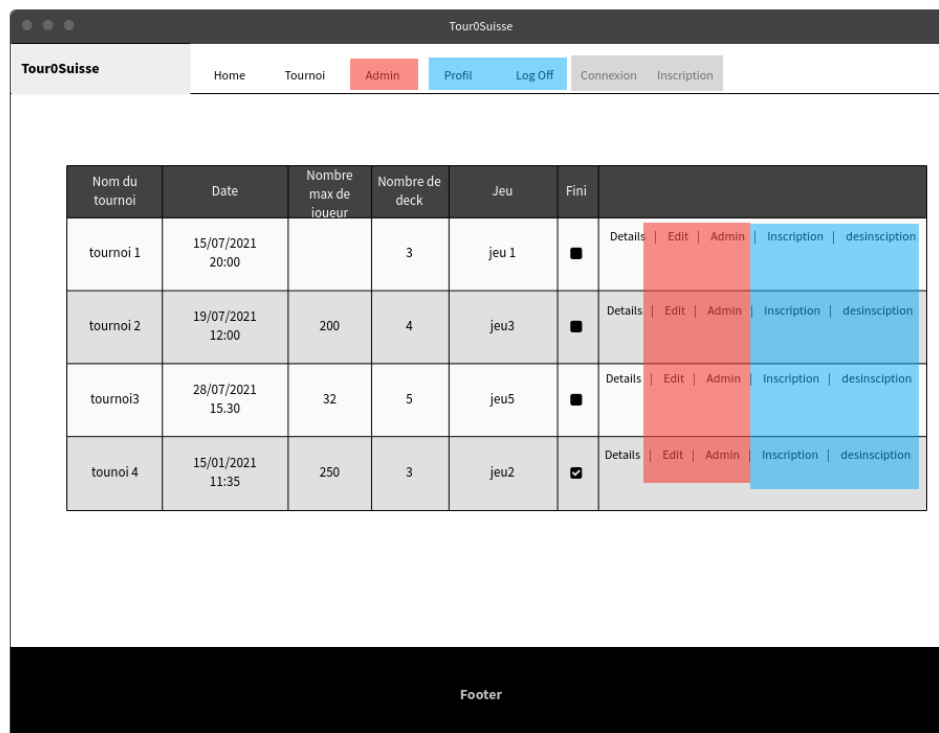 Tour0Suisse
Tour0Suisse
Home Tournoi Admin Profil Log Off Connexion Inscription
Nom du tournoi Date Nombre max de joueur Nombre de deck Jeu Fini
tournoi 1 15/07/2021 20:00 3 jeu 1 Details | Edit | Admin | Inscription | desinsciption
tournoi 2 19/07/2021 12:00 200 4 jeu3 Details | Edit | Admin | Inscription | desinsciption
tournoi3 28/07/2021 15.30 32 5 jeu5 Details | Edit | Admin | Inscription | desinsciption
tounoi 4 15/01/2021 11:35 250 3 jeu2 Details | Edit | Admin | Inscription | desinsciption
Footer